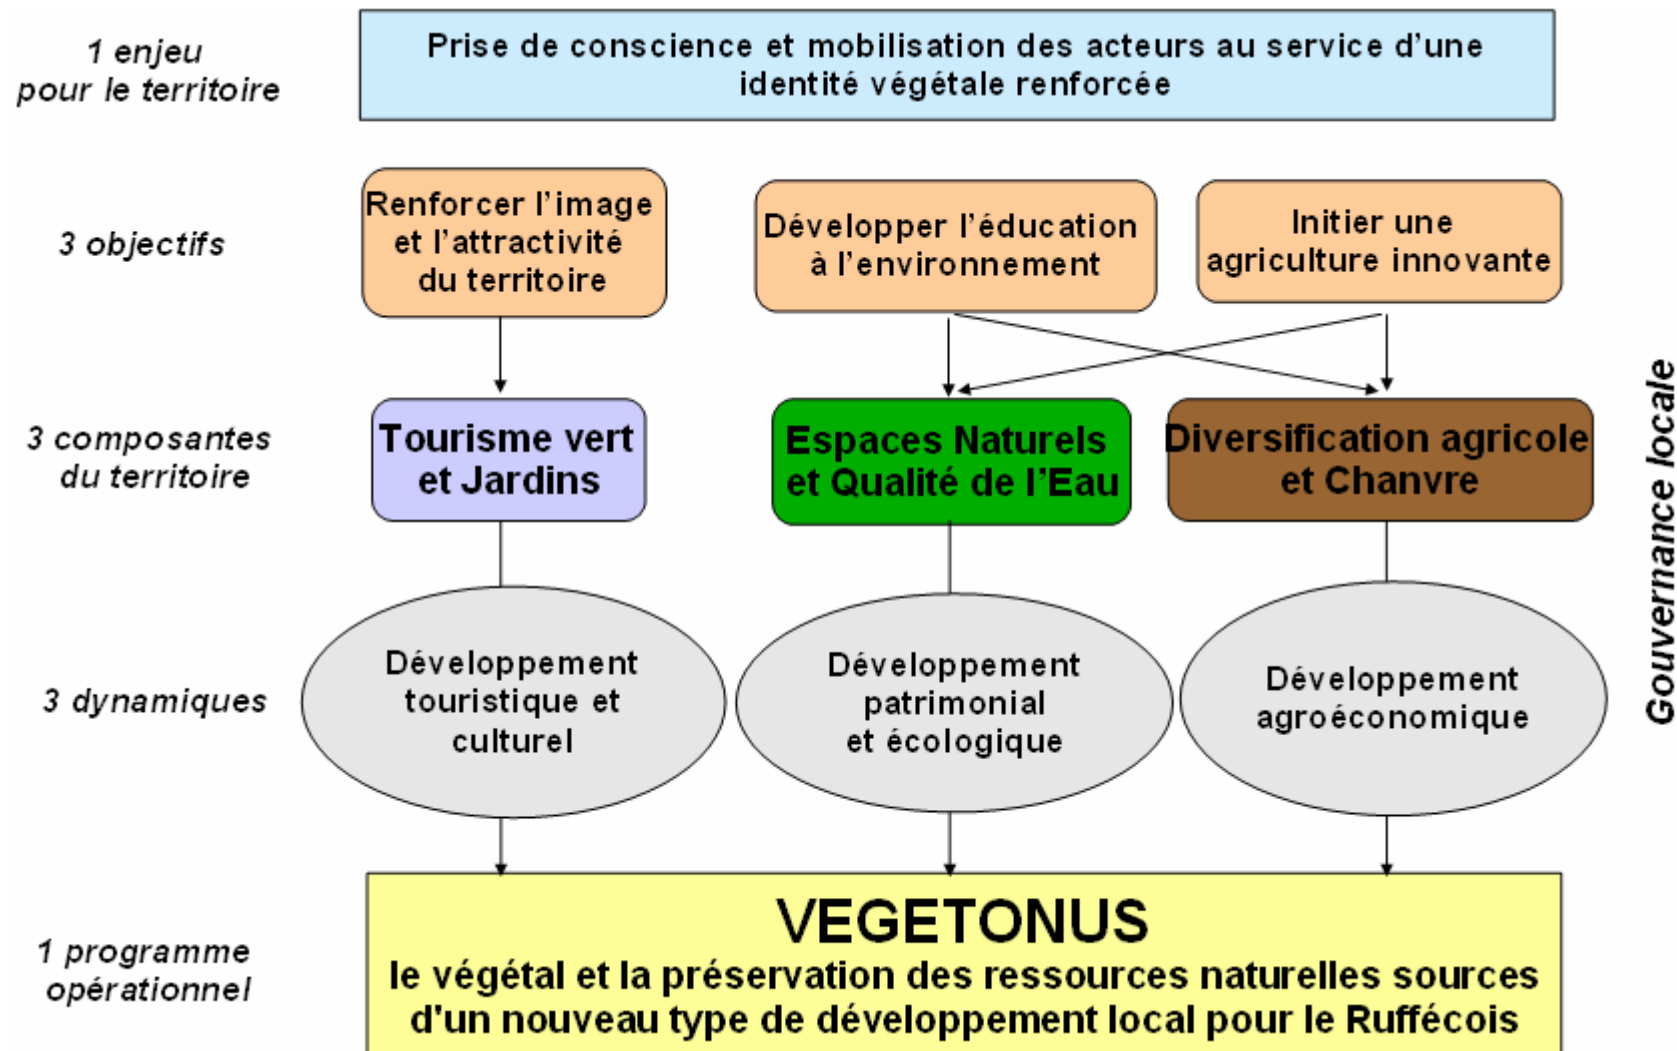 1 enjeu
pour le territoire
Prise de conscience et mobilisation des acteurs au service d'une
identité végétale renforcée
3 objectifs
Renforcer l'image
et l'attractivité
du territoire
Développer l'éducation
à l'environnement
Initier une
agriculture innovante
3 composantes
du territoire
Tourisme vert
et Jardins
Espaces Naturels
et Qualité de l'Eau
Diversification agricole
et Chanvre
3 dynamiques
Développement
touristique et
culturel
Développement
patrimonial
et écologique
Développement
agroéconomique
Gouvernance locale
1 programme
opérationnel
VEGETONUS
le végétal et la préservation des ressources naturelles sources
d'un nouveau type de développement local pour le Ruffécois